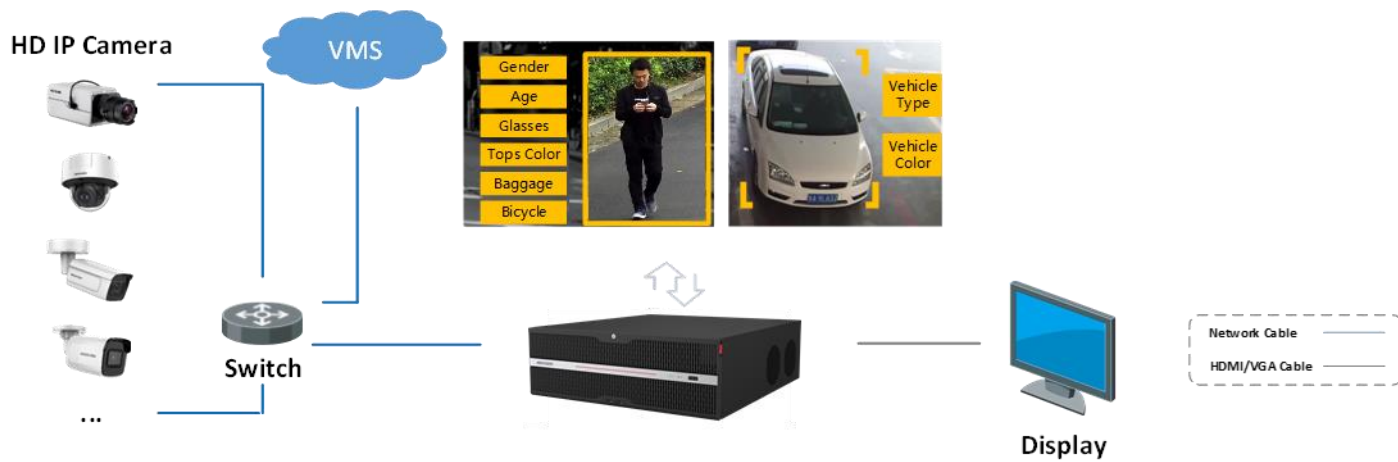 HD IP Camera
VMS
Gender
Age
Glasses
Tops Color
Baggage
Bicycle
Vehicle
Type
Vehicle
Color
Switch
...
Display
Network Cable
HDMI/VGA Cable